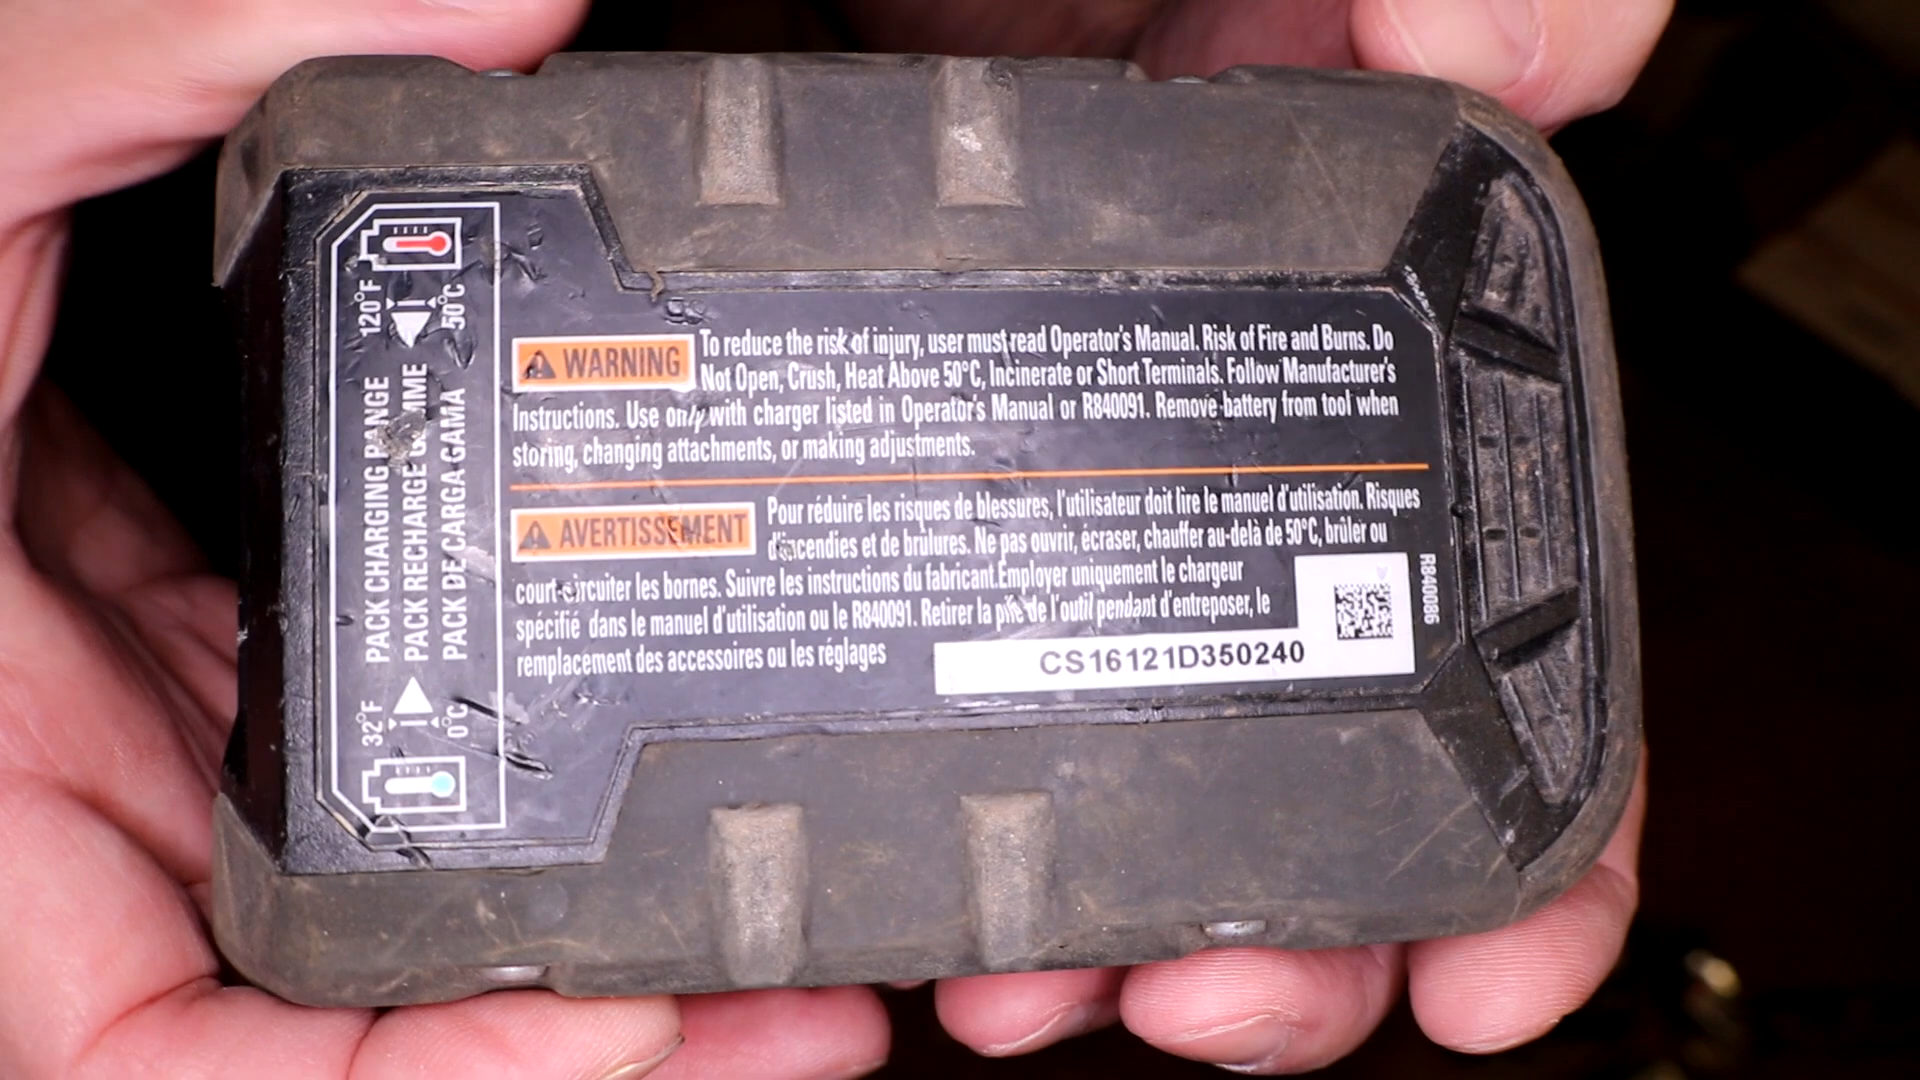 120°F
50°C
PACK CHARGING RANGE
PACK RECHARGE
PACK DE CARGA GAMA
32°F
0°C
WARNING To reduce the risk of injury, user must read Operator's Manual. Risk of Fire and Burns. Do
Not Open, Crush, Heat Above 50°C, Incinerate or Short Terminals. Follow Manufacturer's
Instructions. Use only with charger listed in Operator's Manual or R840091. Remove battery from tool when
storing, changing attachments, or making adjustments.
AVERTISSEMENT Pour réduire les risques de blessures, l'utilisateur doit lire le manuel d'utilisation. Risques
d'incendies et de brûlures. Ne pas ouvrir, écraser, chauffer au-delà de 50°C, brûler ou
court-circuiter les bornes. Suivre les instructions du fabricant.Employer uniquement le chargeur
spécifié dans le manuel d'utilisation ou le R840091. Retirer la pile de l'outil pendant d'entreposer, le
remplacement des accessoires ou les réglages
CS16121D350240
R840086